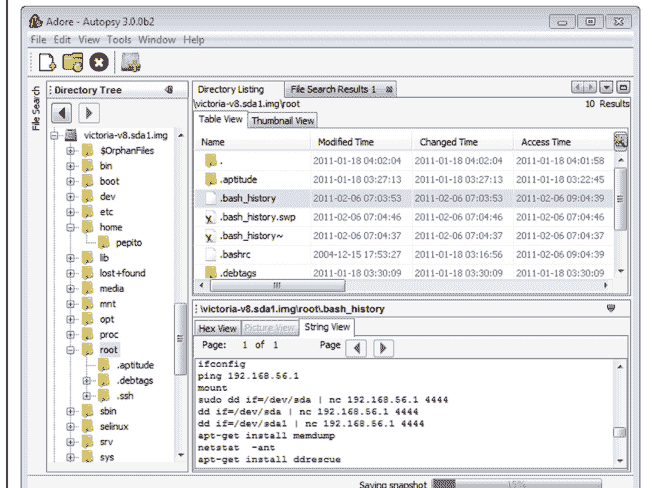 Adore - Autopsy 3.0.0b2
File Edit View Tools Window Help
File Search
Directory Tree
victoria-v8.sda1.img
$OrphanFiles
bin
boot
dev
etc
home
pepito
lib
lost+found
media
mnt
opt
proc
root
.aptitude
.debtags
.ssh
sbin
selinux
srv
sys
Directory Listing File Search Results 1
\victoria-v8.sda1.img\root 10 Results
Table View Thumbnail View
Name Modified Time Changed Time Access Time
. 2011-01-18 04:02:04 2011-01-18 04:02:04 2011-01-18 04:01:58
.aptitude 2011-01-18 03:27:13 2011-01-18 03:27:13 2011-01-18 03:22:45
.bash_history 2011-02-06 07:03:53 2011-02-06 07:03:53 2011-02-06 09:04:39
.bash_history.swp 2011-02-06 07:04:46 2011-02-06 07:04:46 2011-02-06 07:04:46
.bash_history~ 2011-02-06 07:04:37 2011-02-06 07:04:37 2011-02-06 07:04:37
.bashrc 2004-12-15 17:53:27 2011-01-18 03:16:56 2011-02-06 09:04:39
.debtags 2011-01-18 03:30:09 2011-01-18 03:30:09 2011-01-18 03:30:09
\victoria-v8.sda1.img\root\.bash_history
Hex View Picture View String View
Page: 1 of 1 Page
ifconfig
ping 192.168.56.1
mount
sudo dd if=/dev/sda | nc 192.168.56.1 4444
dd if=/dev/sda | nc 192.168.56.1 4444
dd if=/dev/sda1 | nc 192.168.56.1 4444
apt-get install memdump
netstat -ant
apt-get install ddrescue
Saving snapshot 15%